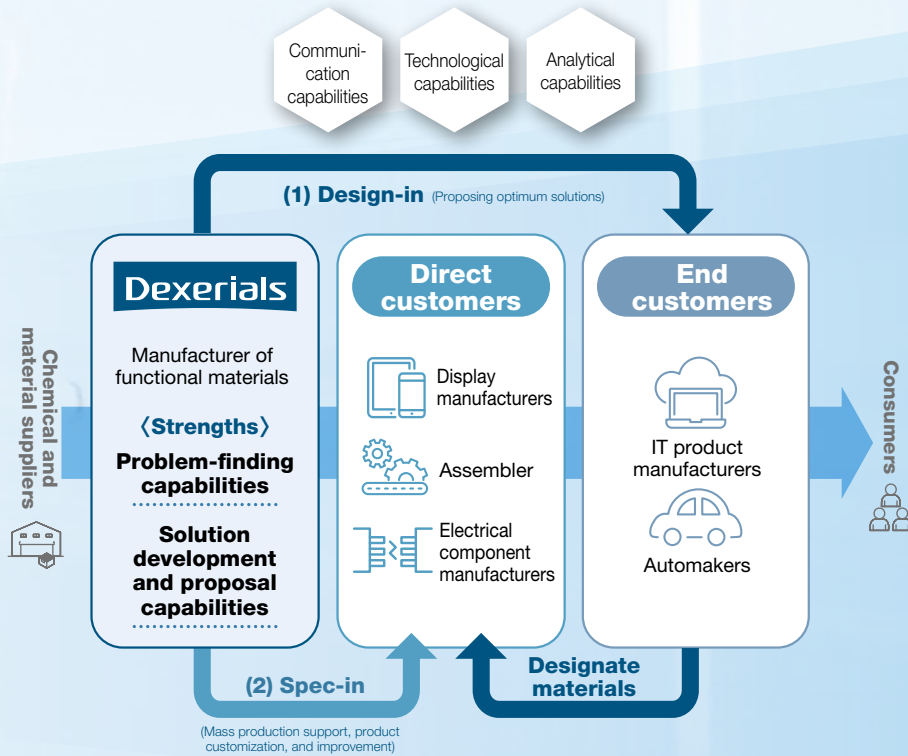 Communi-
cation
capabilities
Technological
capabilities
Analytical
capabilities
(1) Design-in (Proposing optimum solutions)
Chemical and
material suppliers
Dexerials
Manufacturer of
functional materials
〈Strengths〉
Problem-finding
capabilities
Solution
development
and proposal
capabilities
Direct
customers
Display
manufacturers
Assembler
Electrical
component
manufacturers
End
customers
IT product
manufacturers
Automakers
Consumers
(2) Spec-in
(Mass production support, product
customization, and improvement)
Designate
materials